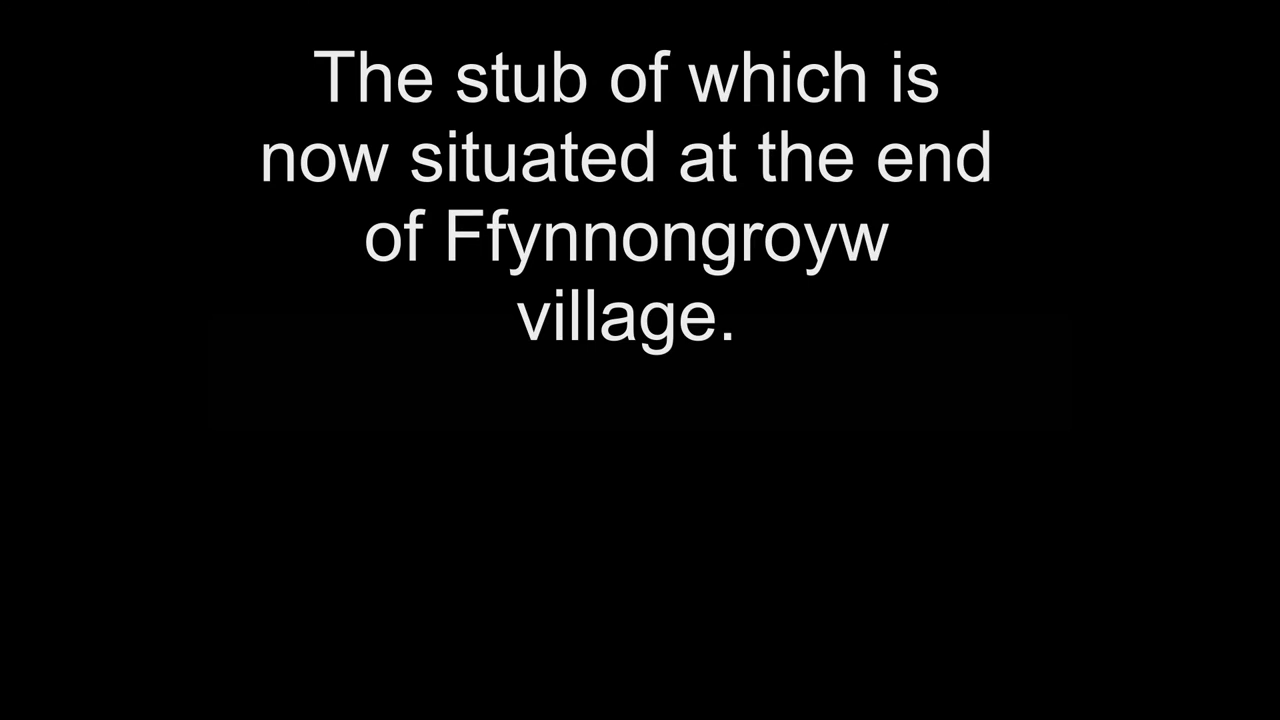 The stub of which is
now situated at the end
of Ffynnongroyw
village.